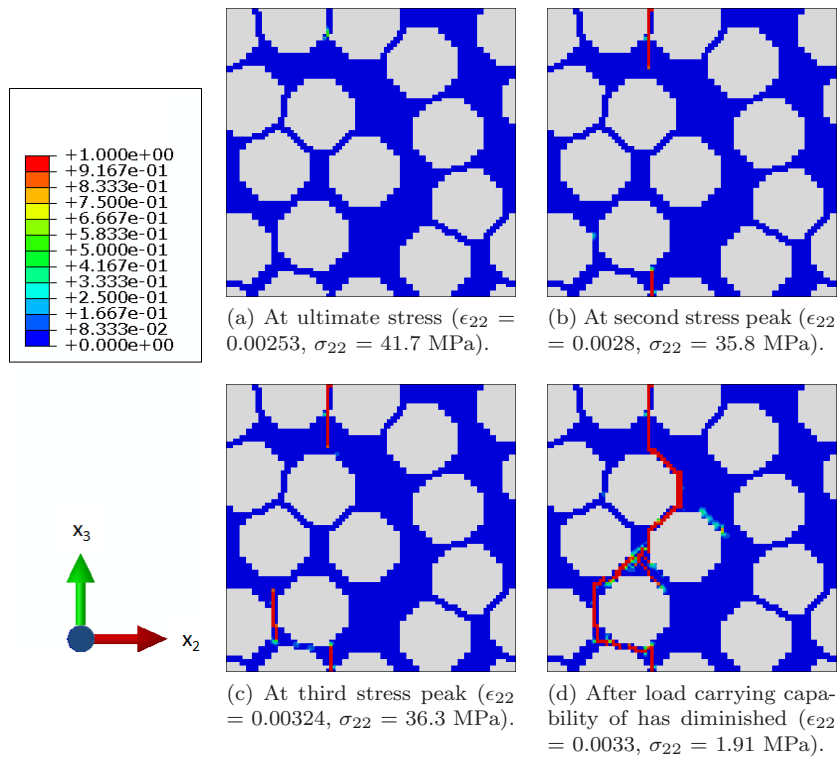 +1.000e+00
+9.167e-01
+8.333e-01
+7.500e-01
+6.667e-01
+5.833e-01
+5.000e-01
+4.167e-01
+3.333e-01
+2.500e-01
+1.667e-01
+8.333e-02
+0.000e+00
(a) At ultimate stress (ϵ22 =
0.00253, σ22 = 41.7 MPa).
(b) At second stress peak (ϵ22
= 0.0028, σ22 = 35.8 MPa).
x3
x2
(c) At third stress peak (ϵ22
= 0.00324, σ22 = 36.3 MPa).
(d) After load carrying capa-
bility of has diminished (ϵ22
= 0.0033, σ22 = 1.91 MPa).